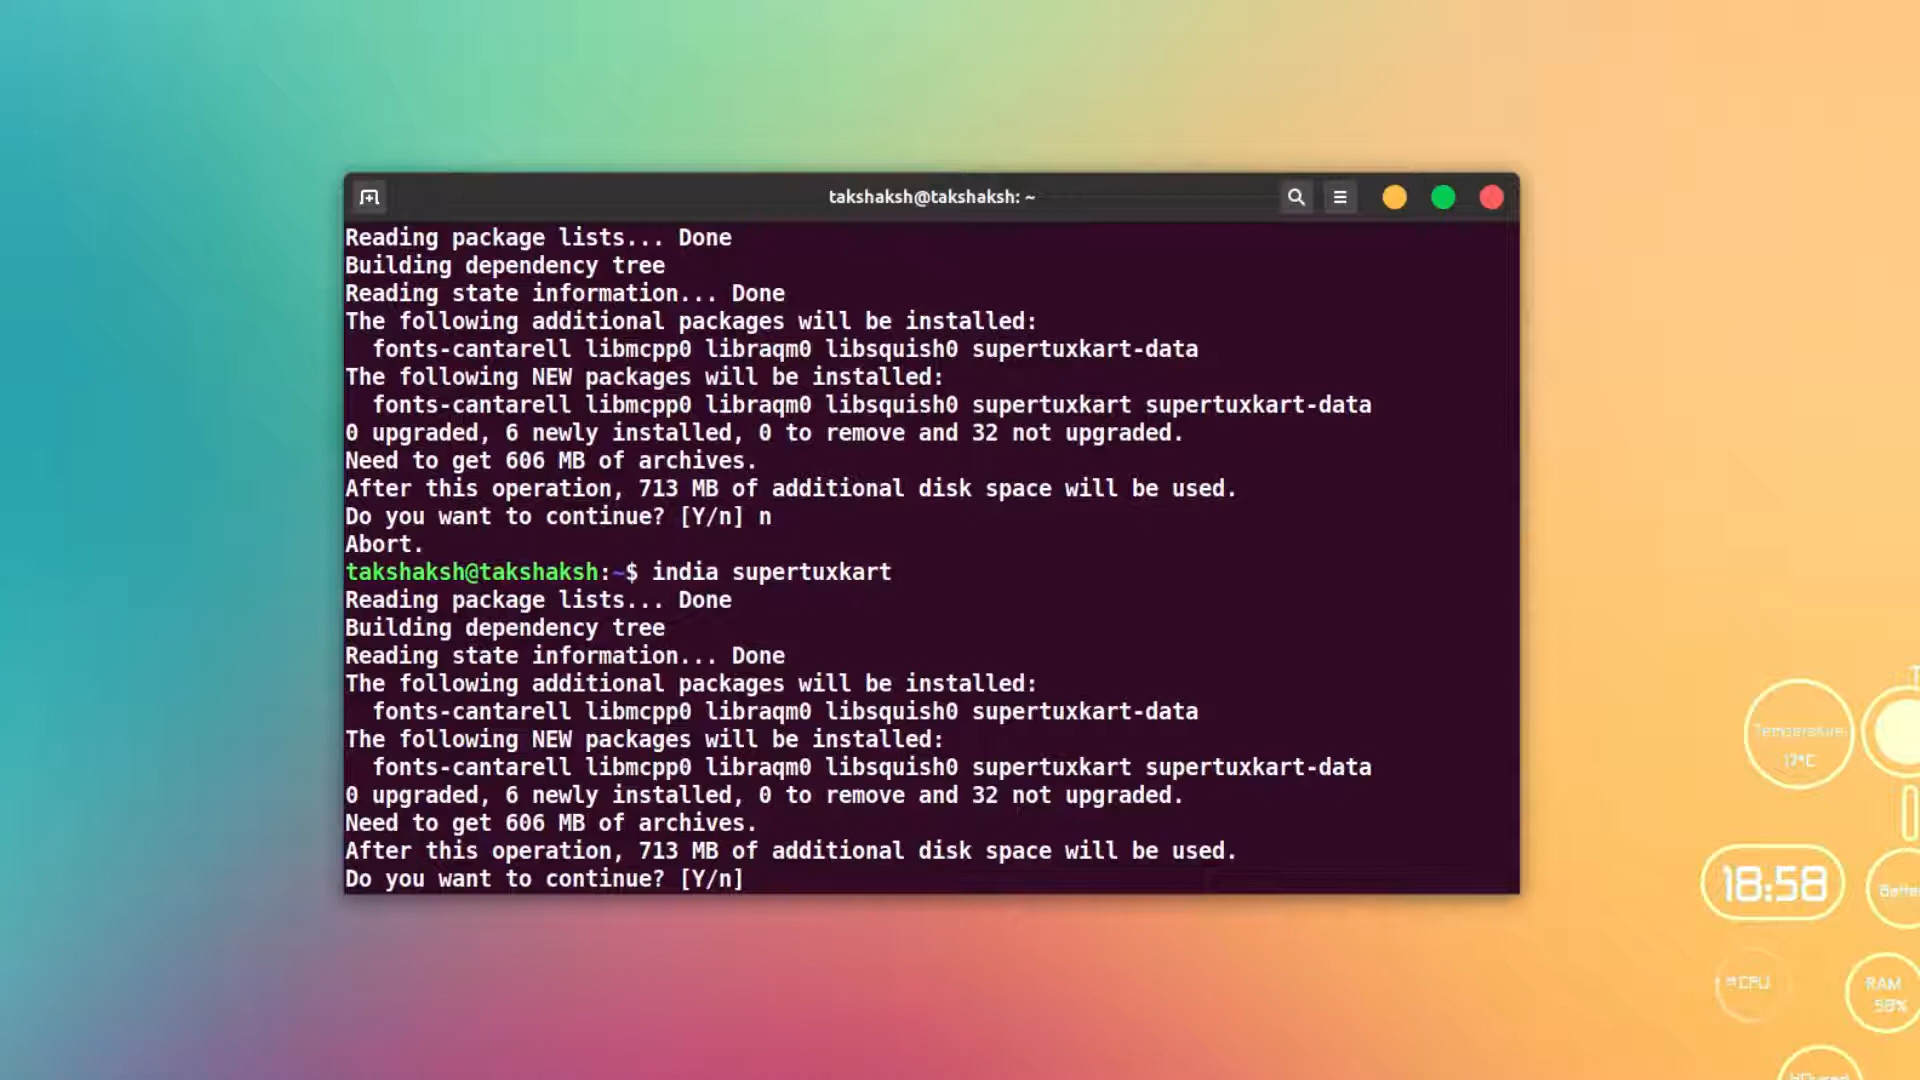 takshaksh@takshaksh: ~
Reading package lists... Done
Building dependency tree
Reading state information... Done
The following additional packages will be installed:
  fonts-cantarell libmcpp0 libraqm0 libsquish0 supertuxkart-data
The following NEW packages will be installed:
  fonts-cantarell libmcpp0 libraqm0 libsquish0 supertuxkart supertuxkart-data
0 upgraded, 6 newly installed, 0 to remove and 32 not upgraded.
Need to get 606 MB of archives.
After this operation, 713 MB of additional disk space will be used.
Do you want to continue? [Y/n] n
Abort.
takshaksh@takshaksh:~$ india supertuxkart
Reading package lists... Done
Building dependency tree
Reading state information... Done
The following additional packages will be installed:
  fonts-cantarell libmcpp0 libraqm0 libsquish0 supertuxkart-data
The following NEW packages will be installed:
  fonts-cantarell libmcpp0 libraqm0 libsquish0 supertuxkart supertuxkart-data
0 upgraded, 6 newly installed, 0 to remove and 32 not upgraded.
Need to get 606 MB of archives.
After this operation, 713 MB of additional disk space will be used.
Do you want to continue? [Y/n]
Temperature
17°C
18:58
CPU
RAM